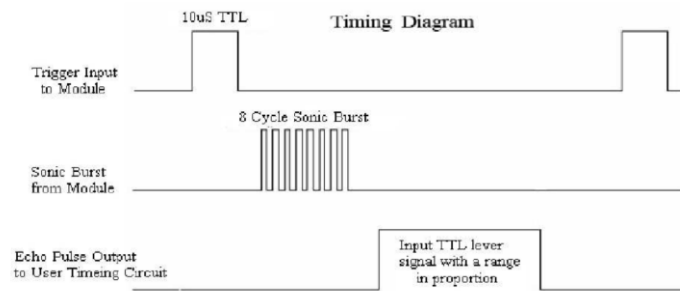 10uS TTL
Timing Diagram
Trigger Input
to Module
8 Cycle Sonic Burst
Sonic Burst
from Module
Echo Pulse Output
to User Timeing Circuit
Input TTL lever
signal with a range
in proportion